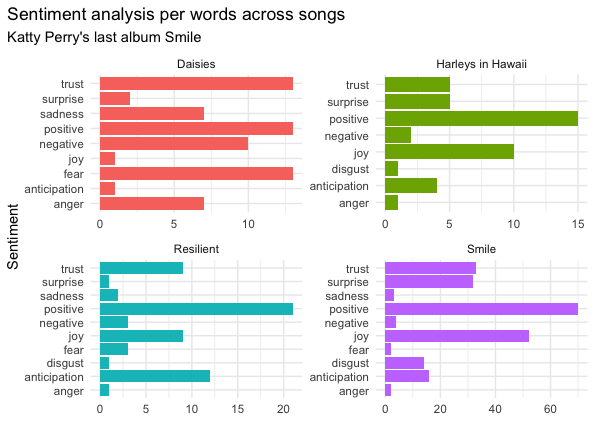 Sentiment analysis per words across songs
Katty Perry's last album Smile
Daisies
trust
surprise
sadness
positive
negative
joy
fear
anticipation
anger
0 5 10
Harleys in Hawaii
trust
surprise
positive
negative
joy
disgust
anticipation
anger
0 5 10 15
Sentiment
Resilient
trust
surprise
sadness
positive
negative
joy
fear
disgust
anticipation
anger
0 5 10 15 20
Smile
trust
surprise
sadness
positive
negative
joy
fear
disgust
anticipation
anger
0 20 40 60